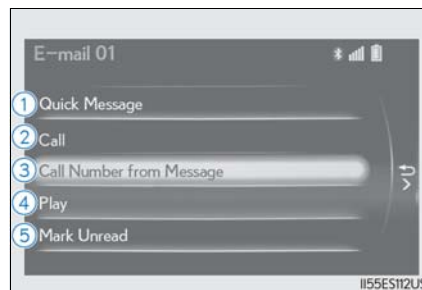 E-mail 01
1 Quick Message
2 Call
3 Call Number from Message
4 Play
5 Mark Unread
II55ES112US